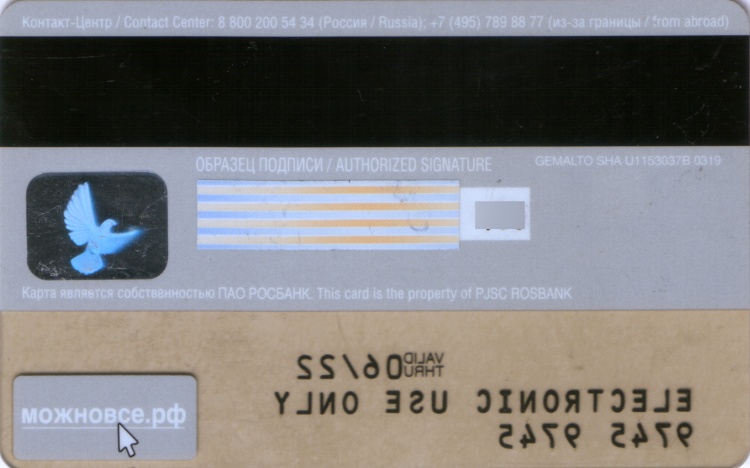 Контакт-Центр / Contact Center: 8 800 200 54 34 (Россия / Russia); +7 (495) 789 88 77 (из-за границы / from abroad)
ОБРАЗЕЦ ПОДПИСИ / AUTHORIZED SIGNATURE
GEMALTO SHA U1153037B 0319
Карта является собственностью ПАО РОСБАНК. This card is the property of PJSC ROSBANK
VALID THRU 06/22
ELECTRONIC USE ONLY
9745 9745
можновсе.рф